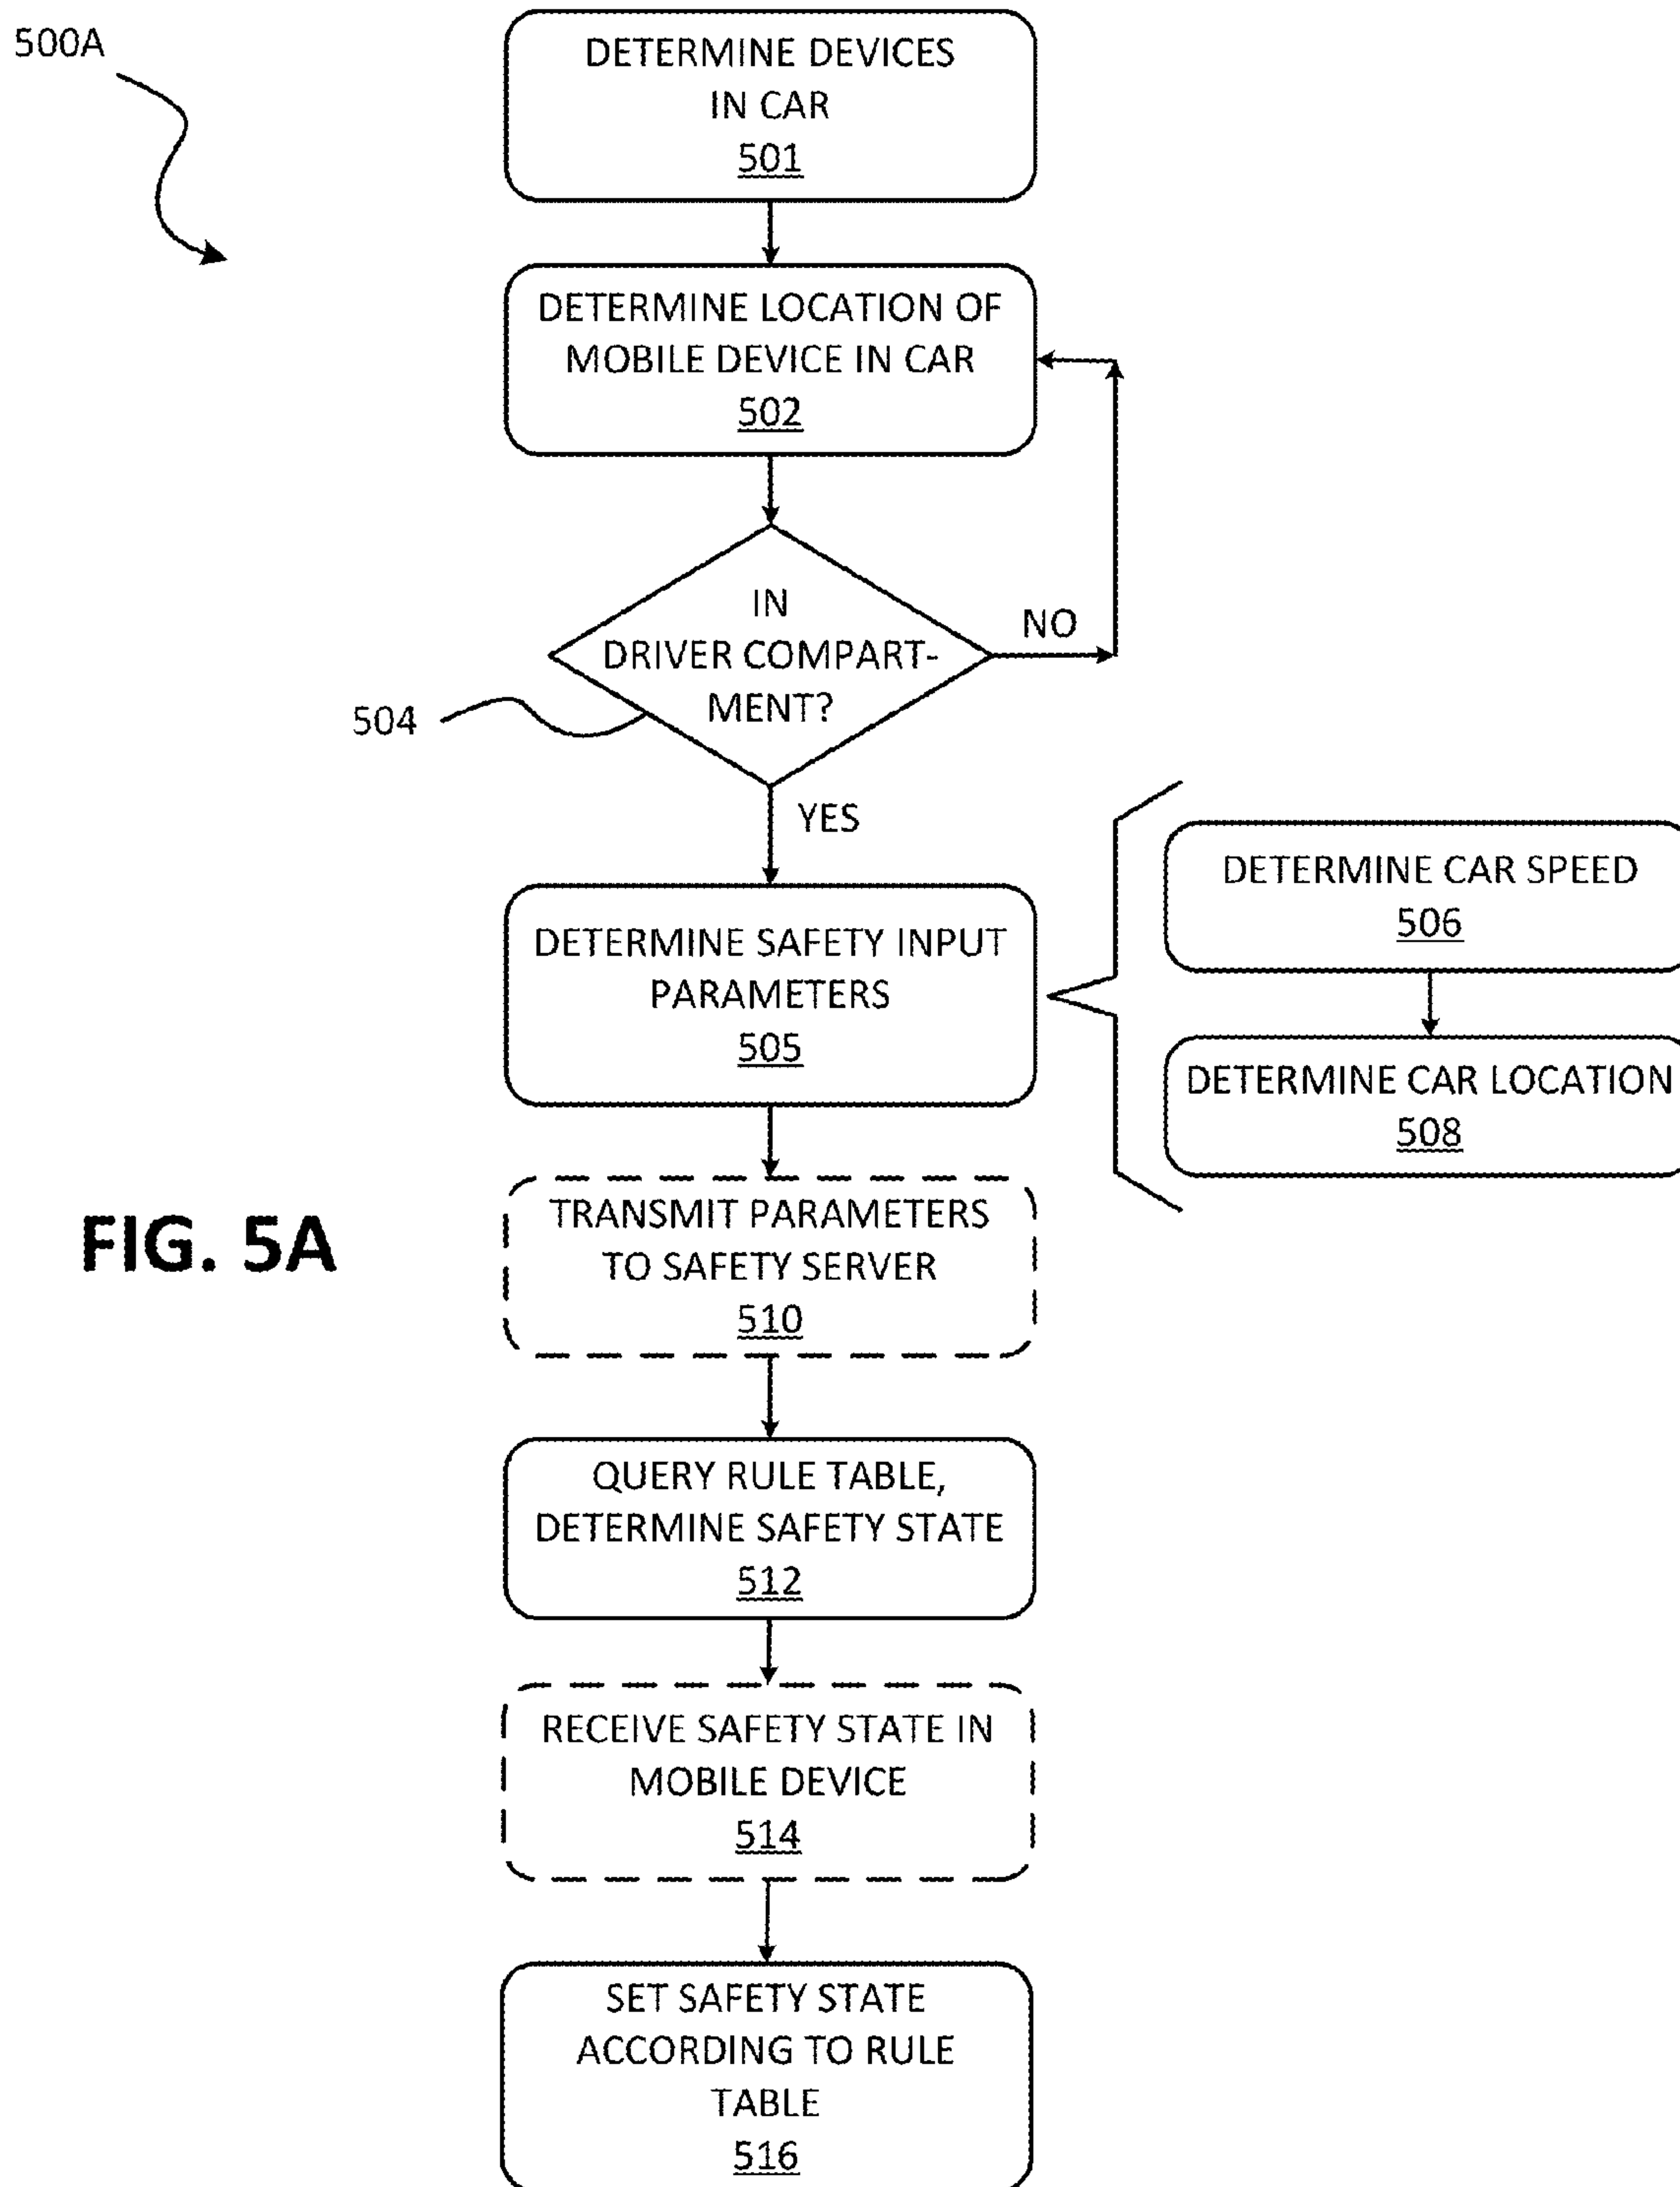 500A
DETERMINE DEVICES
IN CAR
501
DETERMINE LOCATION OF
MOBILE DEVICE IN CAR
502
IN
DRIVER COMPART-
MENT?
NO
504
YES
DETERMINE SAFETY INPUT
PARAMETERS
505
DETERMINE CAR SPEED
506
DETERMINE CAR LOCATION
508
TRANSMIT PARAMETERS
TO SAFETY SERVER
510
FIG. 5A
QUERY RULE TABLE,
DETERMINE SAFETY STATE
512
RECEIVE SAFETY STATE IN
MOBILE DEVICE
514
SET SAFETY STATE
ACCORDING TO RULE
TABLE
516